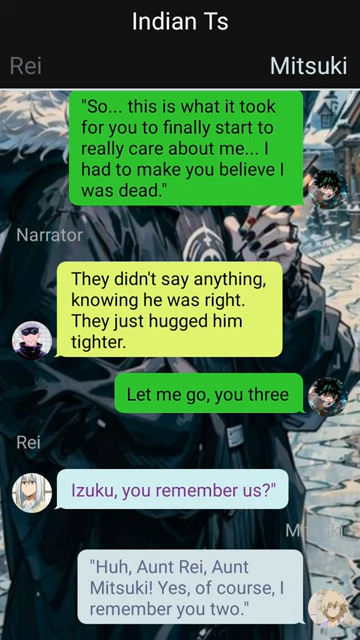 Indian Ts
Rei
Mitsuki
"So... this is what it took
for you to finally start to
really care about me... I
had to make you believe I
was dead."
Narrator
They didn't say anything,
knowing he was right.
They just hugged him
tighter.
Let me go, you three
Rei
Izuku, you remember us?"
"Huh, Aunt Rei, Aunt
Mitsuki! Yes, of course, I
remember you two."